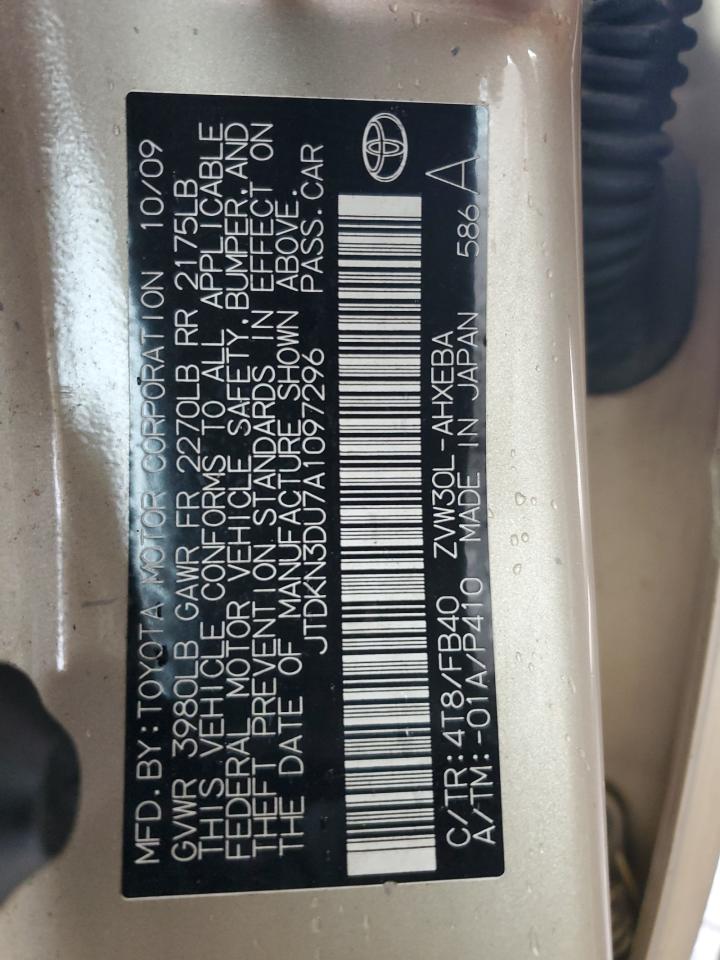 MFD.BY:TOYOTA MOTOR CORPORATION 10/09
GVWR 3980LB GAWR FR 2270LB RR 2175LB
THIS VEHICLE CONFORMS TO ALL APPLICABLE
FEDERAL MOTOR VEHICLE SAFETY,BUMPER,AND
THEFT PREVENTION STANDARDS IN EFFECT ON
THE DATE OF MANUFACTURE SHOWN ABOVE.
JTDKN3DU7A1097296 PASS.CAR
C/TR:4T8/FB40 ZVW30L-AHXEBA 586 A
A/TM:-01A/P410 MADE IN JAPAN